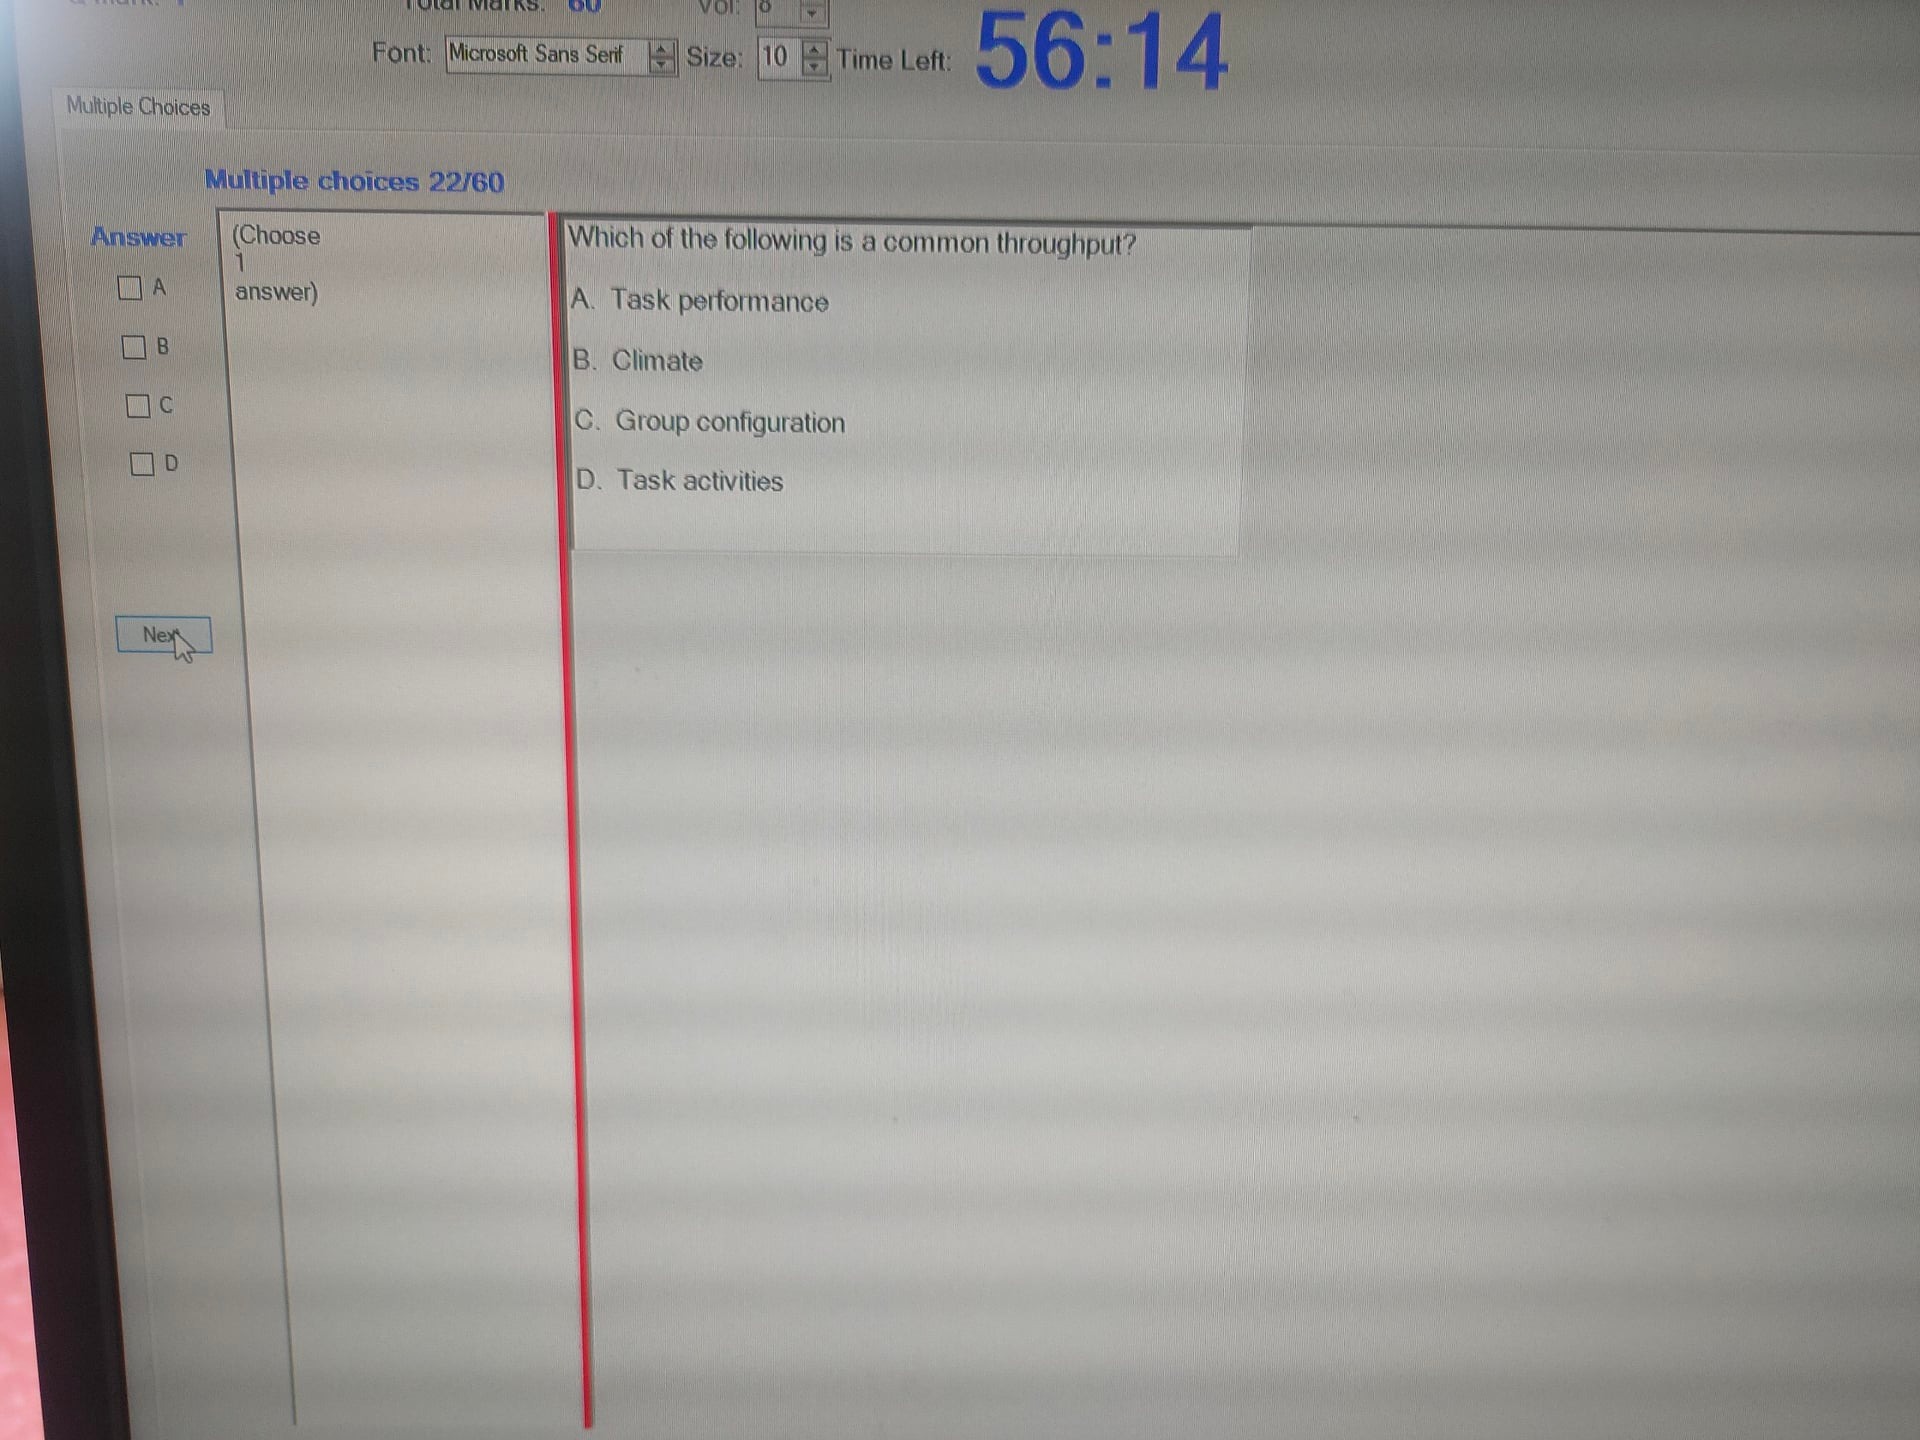 Total Marks: 60 Vol: 8
Font: Microsoft Sans Serif Size: 10 Time Left: 56:14
Multiple Choices
Multiple choices 22/60
Answer
(Choose
1
answer)
A
B
C
D
Next
Which of the following is a common throughput?
A. Task performance
B. Climate
C. Group configuration
D. Task activities